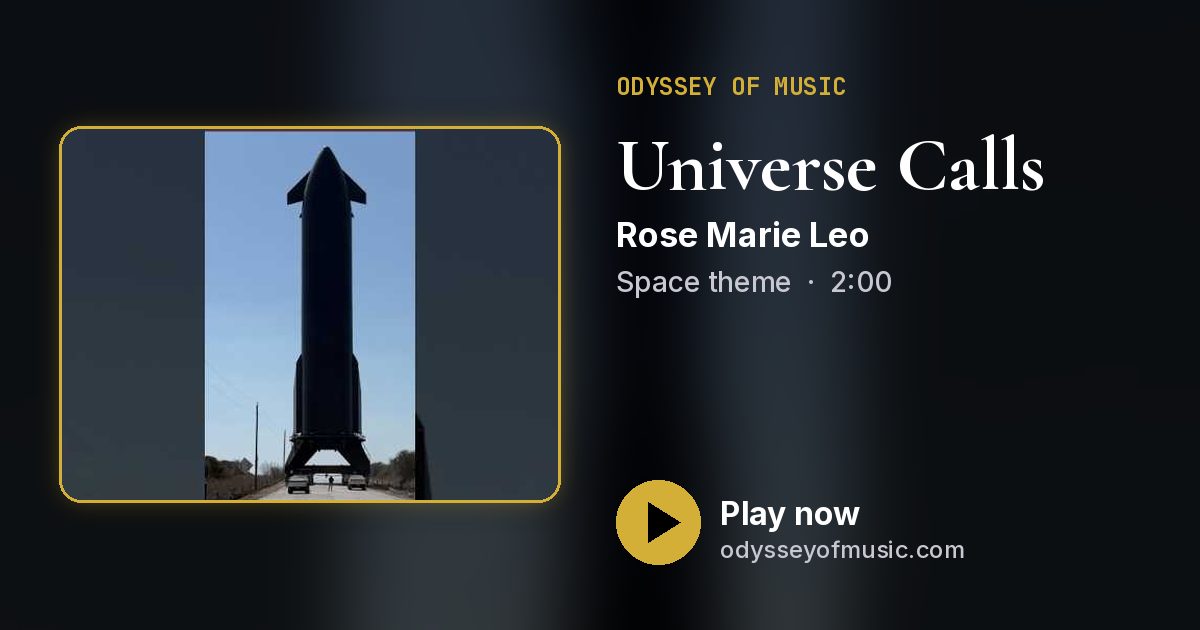 ODYSSEY OF MUSIC
Universe Calls
Rose Marie Leo
Space theme · 2:00
Play now
odysseyofmusic.com